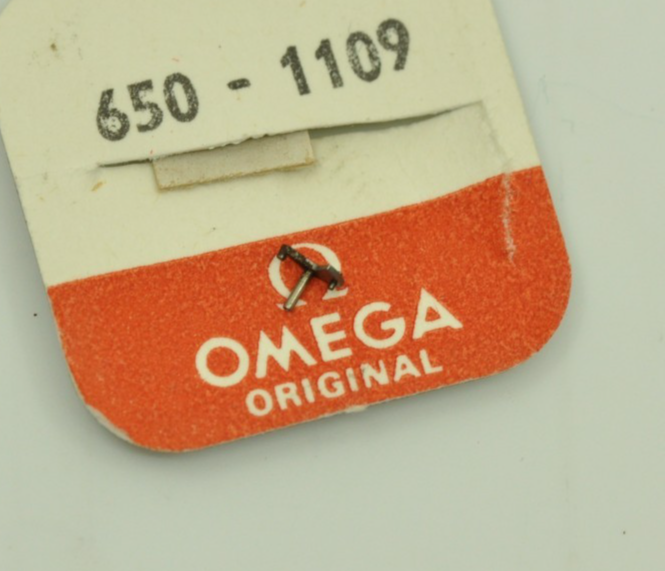 650 - 1109
Ω
OMEGA
ORIGINAL